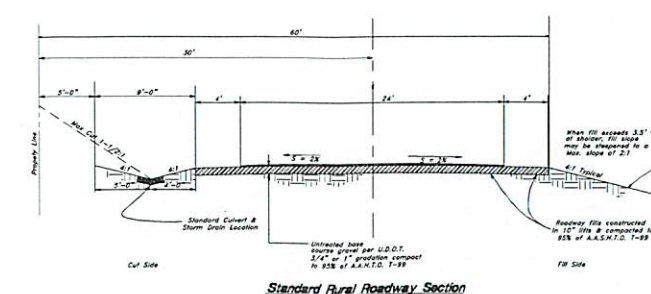 60'
30'
5'-0"
9'-0"
4'
24'
4'
Property Line
Max Cut 1-1/2:1
4:1
4:1
S = 2%
S = 2%
4:1 Typical
When fill exceeds 3.5'
at sholder, fill slope
may be steepened to a
Max. slope of 2:1
5'-0"
4'-0"
Standard Culvert &
Storm Drain Location
Untreated base
course gravel per U.D.O.T.
3/4" or 1" gradation compact
to 95% of A.A.H.T.O. T-99
Roadway fills constructed
in 10" lifts & compacted to
95% of A.A.S.H.T.O. T-99
Cut Side
Fill Side
Standard Rural Roadway Section